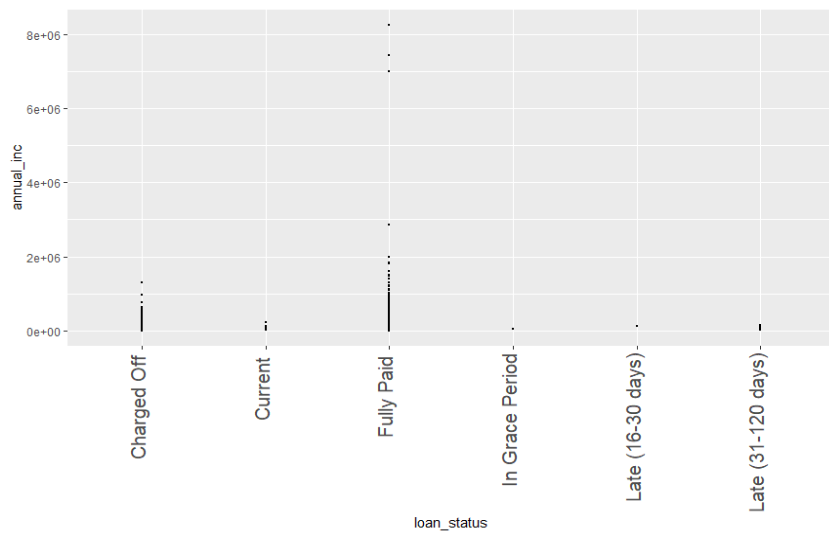 8e+06
6e+06
4e+06
2e+06
0e+00
annual_inc
Charged Off
Current
Fully Paid
In Grace Period
Late (16-30 days)
Late (31-120 days)
loan_status